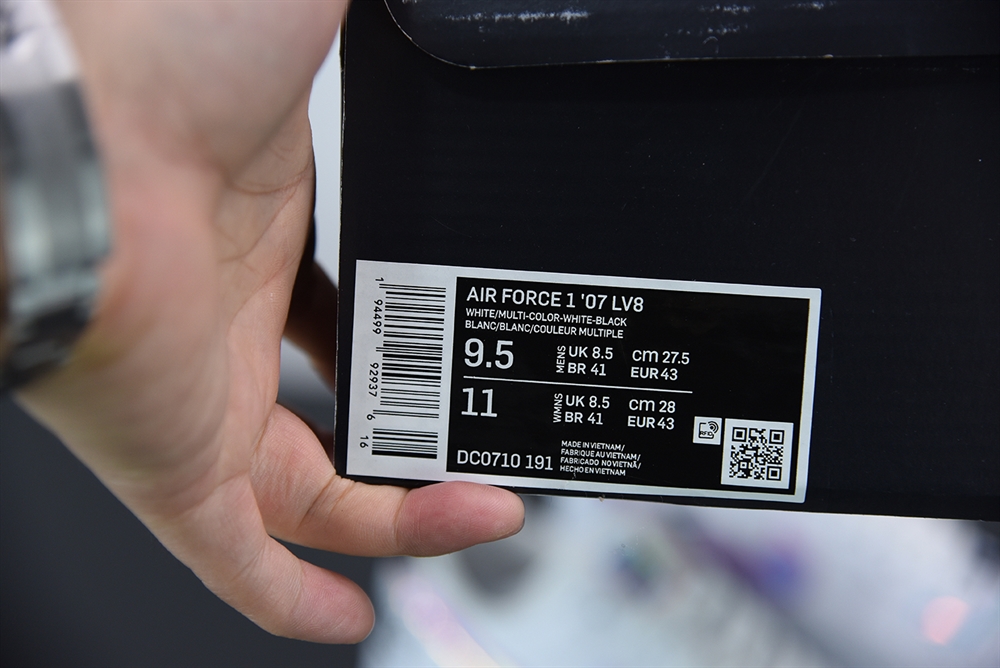 AIR FORCE 1 '07 LV8
WHITE/MULTI-COLOR-WHITE-BLACK
BLANC/BLANC/COULEUR MULTIPLE
9.5 MENS UK 8.5 cm 27.5
BR 41 EUR 43
11 WMNS UK 8.5 cm 28
BR 41 EUR 43
DC0710 191
MADE IN VIETNAM/
FABRIQUE AU VIETNAM/
FABRICADO NO VIETNÃ/
HECHO EN VIETNAM
RFID
1 94499 92937 6
16